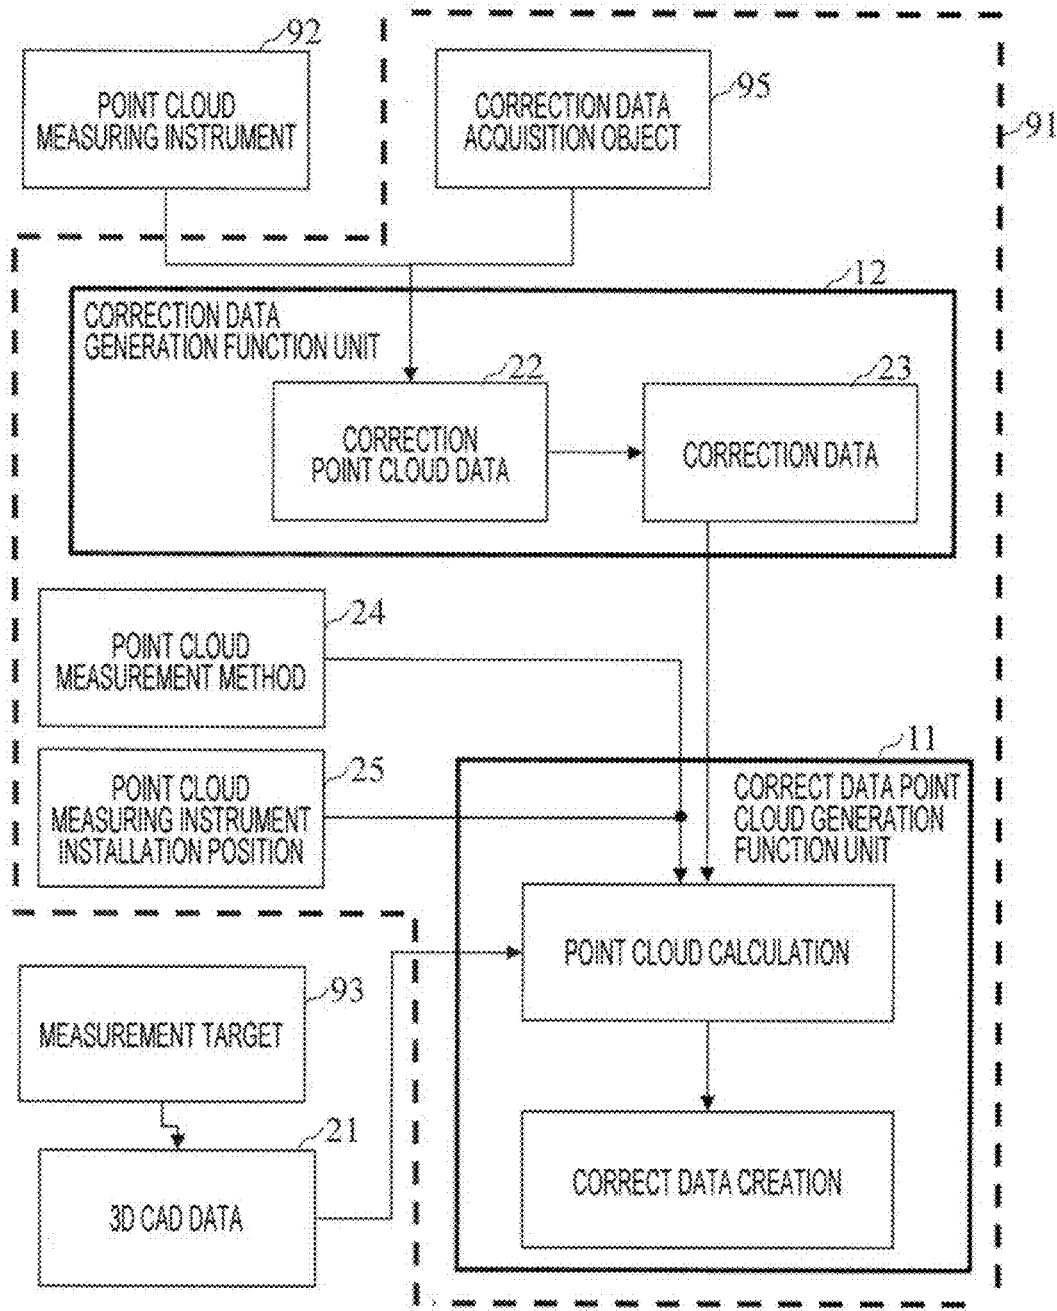 92
POINT CLOUD
MEASURING INSTRUMENT
95
CORRECTION DATA
ACQUISITION OBJECT
91
12
CORRECTION DATA
GENERATION FUNCTION UNIT
22
CORRECTION
POINT CLOUD DATA
23
CORRECTION DATA
24
POINT CLOUD
MEASUREMENT METHOD
25
POINT CLOUD
MEASURING INSTRUMENT
INSTALLATION POSITION
11
CORRECT DATA POINT
CLOUD GENERATION
FUNCTION UNIT
POINT CLOUD CALCULATION
93
MEASUREMENT TARGET
21
3D CAD DATA
CORRECT DATA CREATION